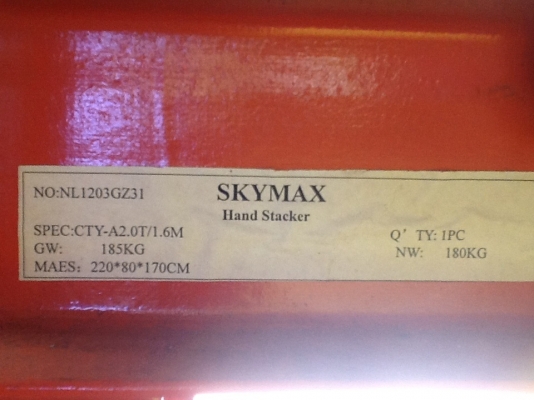 NO:NL1203GZ31 SKYMAX
Hand Stacker
SPEC:CTY-A2.0T/1.6M Q' TY: 1PC
GW: 185KG NW: 180KG
MAES: 220*80*170CM